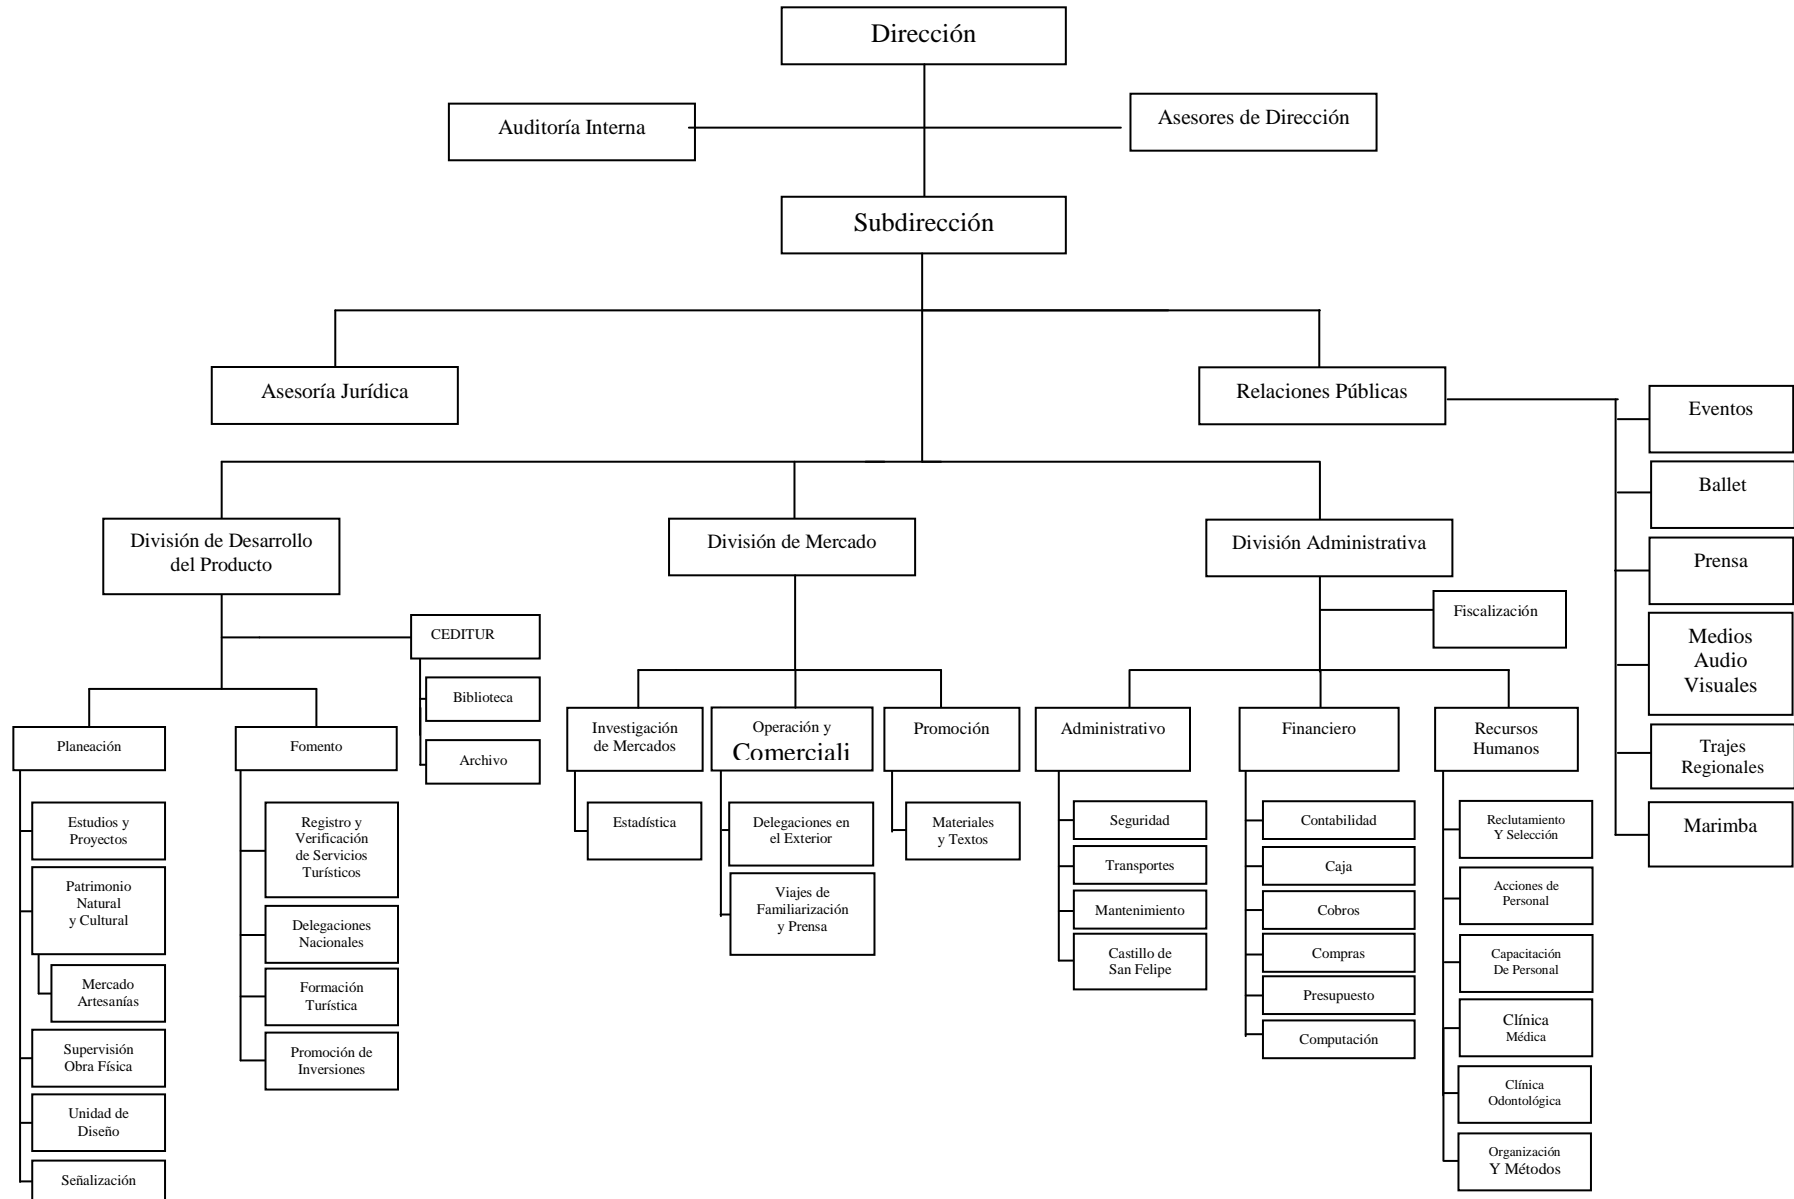 Dirección
Auditoría Interna
Asesores de Dirección
Subdirección
Asesoría Jurídica
Relaciones Públicas
Eventos
Ballet
Prensa
Medios
Audio
Visuales
Trajes
Regionales
Marimba
División de Desarrollo
del Producto
División de Mercado
División Administrativa
CEDITUR
Biblioteca
Archivo
Fiscalización
Planeación
Estudios y
Proyectos
Patrimonio
Natural
y Cultural
Mercado
Artesanías
Supervisión
Obra Física
Unidad de
Diseño
Señalización
Fomento
Registro y
Verificación
de Servicios
Turísticos
Delegaciones
Nacionales
Formación
Turística
Promoción de
Inversiones
Investigación
de Mercados
Estadística
Operación y
Comerciali
Delegaciones en
el Exterior
Viajes de
Familiarización
y Prensa
Promoción
Materiales
y Textos
Administrativo
Seguridad
Transportes
Mantenimiento
Castillo de
San Felipe
Financiero
Contabilidad
Caja
Cobros
Compras
Presupuesto
Computación
Recursos
Humanos
Reclutamiento
Y Selección
Acciones de
Personal
Capacitación
De Personal
Clínica
Médica
Clínica
Odontológica
Organización
Y Métodos